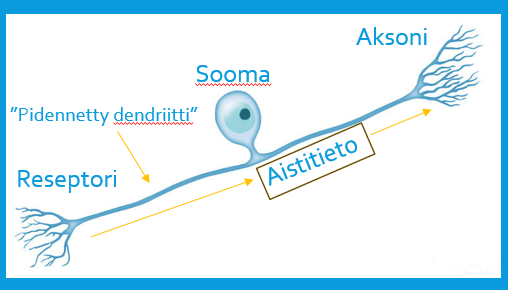 Aksoni
Sooma
”Pidennetty dendriitti”
Aistitieto
Reseptori